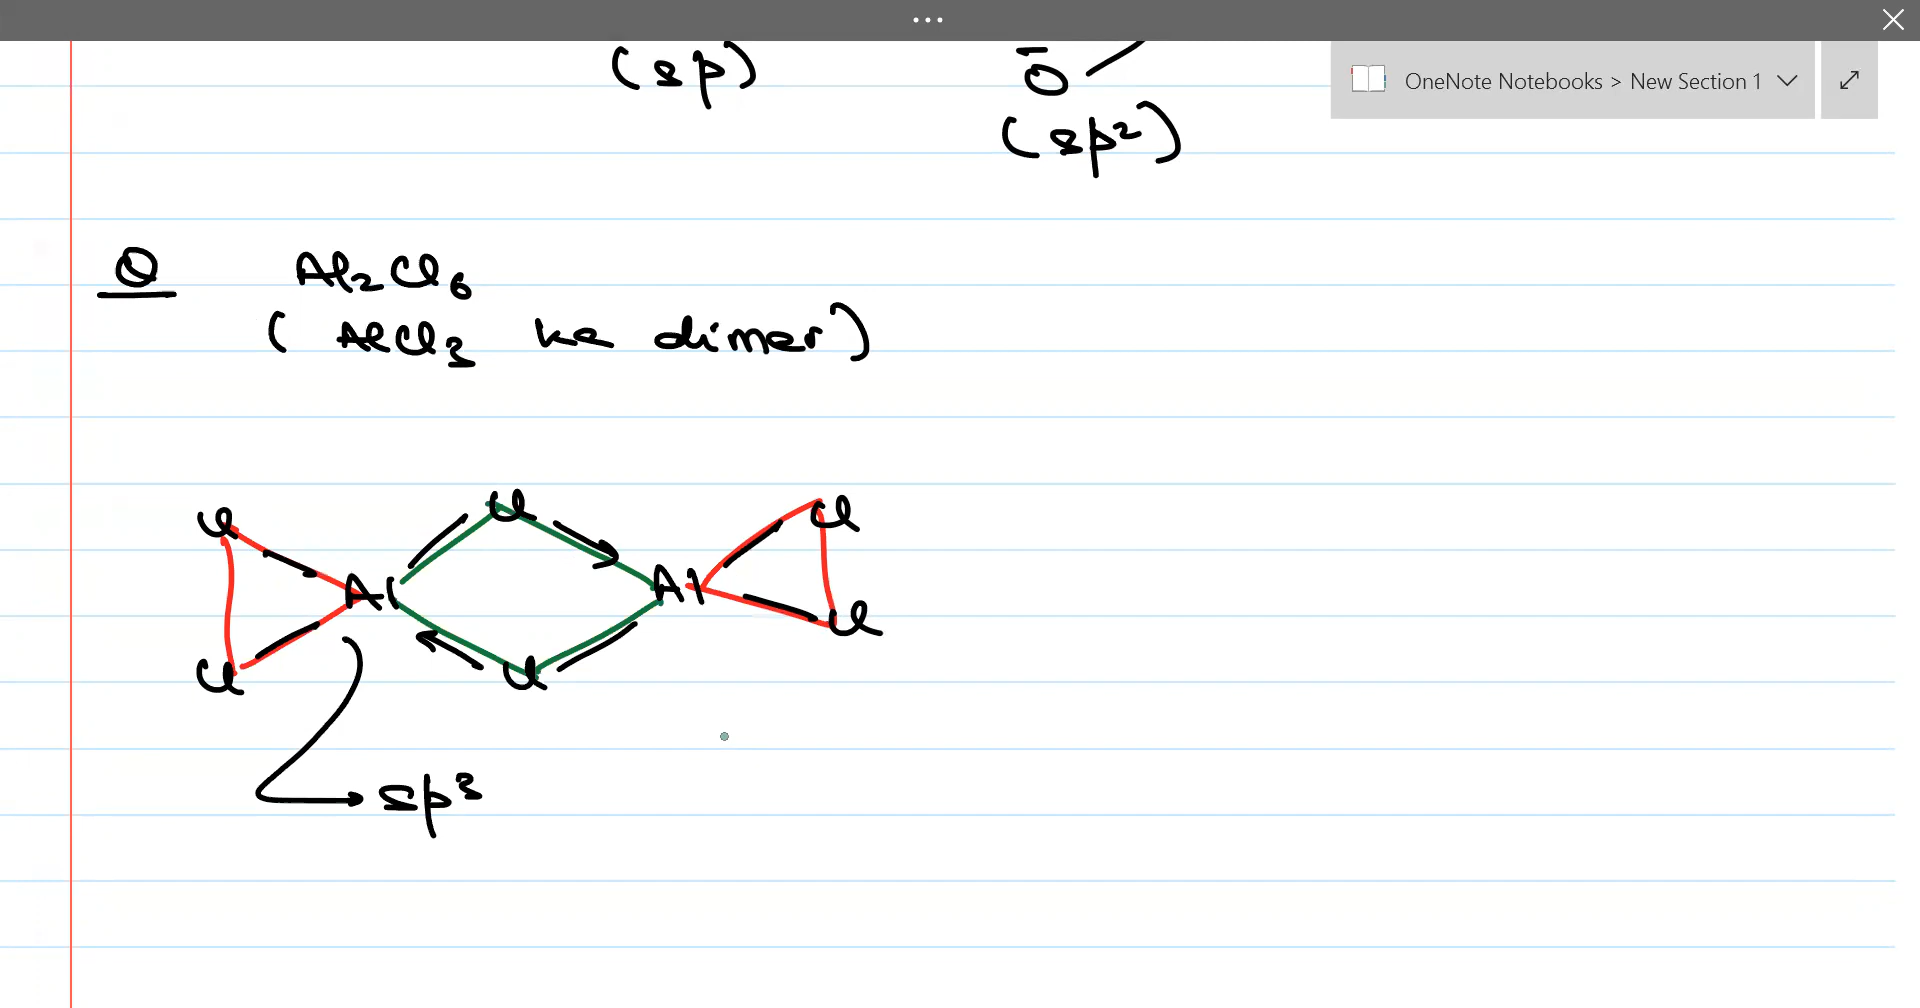 (sp)
Ō
(sp²)
OneNote Notebooks > New Section 1
Q Al₂Cl₆
(AlCl₃ ka dimer)
Cl Cl Cl
Al Al
Cl Cl Cl
sp³